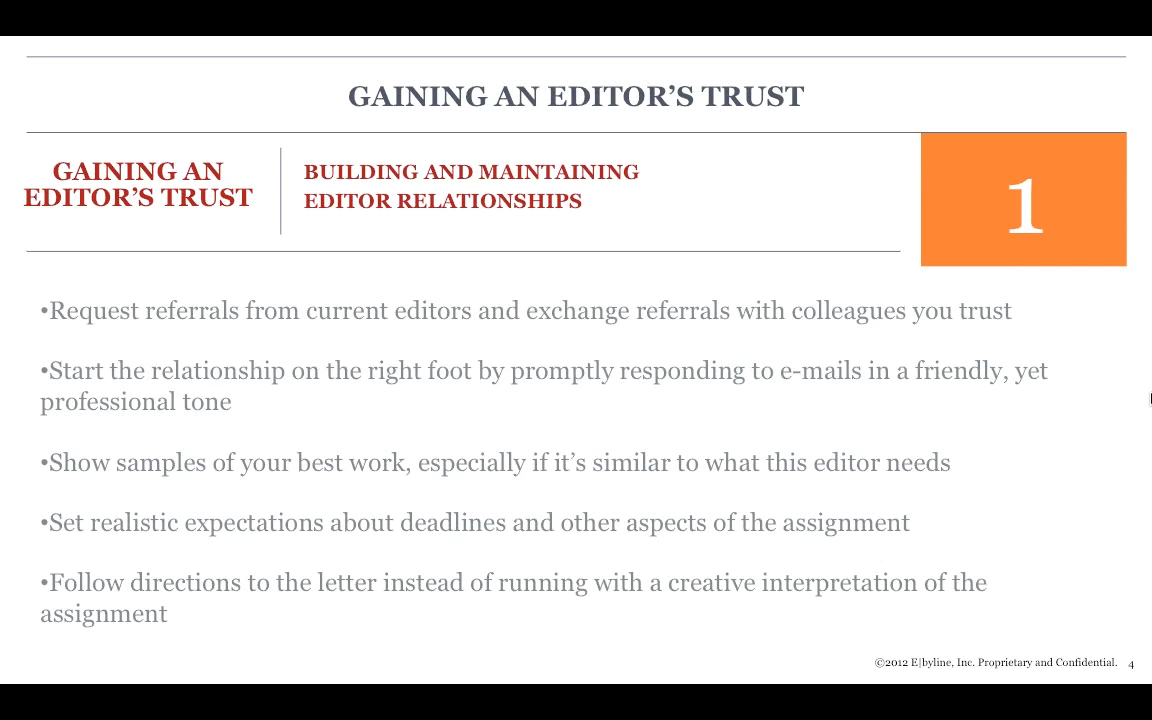 GAINING AN EDITOR’S TRUST
GAINING AN
EDITOR’S TRUST
BUILDING AND MAINTAINING
EDITOR RELATIONSHIPS
1
•Request referrals from current editors and exchange referrals with colleagues you trust
•Start the relationship on the right foot by promptly responding to e-mails in a friendly, yet
professional tone
•Show samples of your best work, especially if it’s similar to what this editor needs
•Set realistic expectations about deadlines and other aspects of the assignment
•Follow directions to the letter instead of running with a creative interpretation of the
assignment
©2012 E|byline, Inc. Proprietary and Confidential. 4